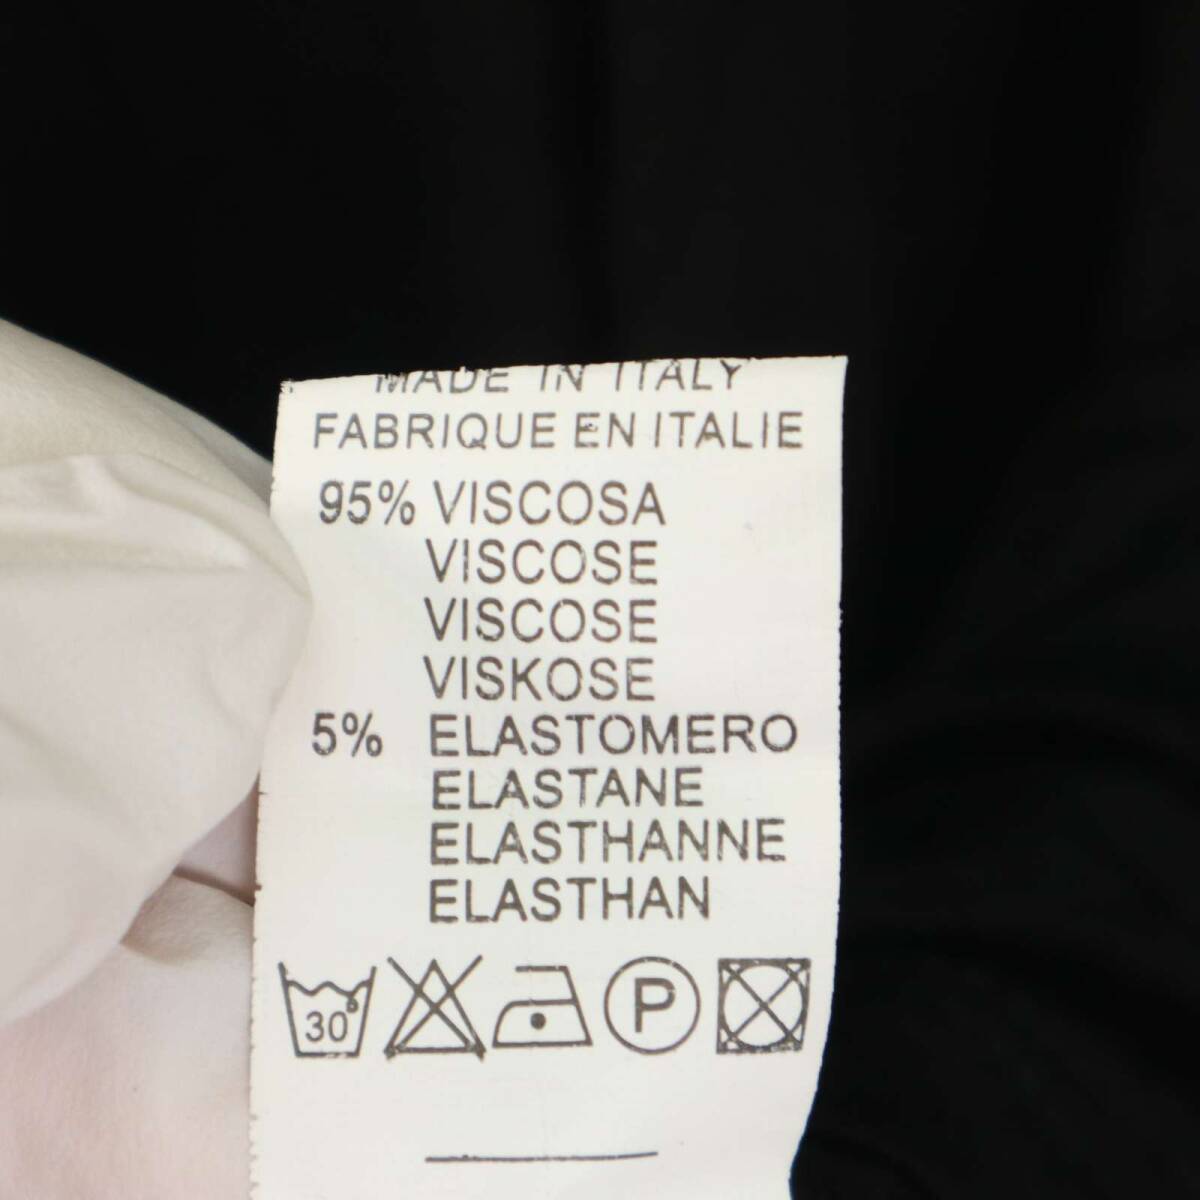 MADE IN ITALY
FABRIQUE EN ITALIE
95% VISCOSA
VISCOSE
VISCOSE
VISKOSE
5% ELASTOMERO
ELASTANE
ELASTHANNE
ELASTHAN
30° P